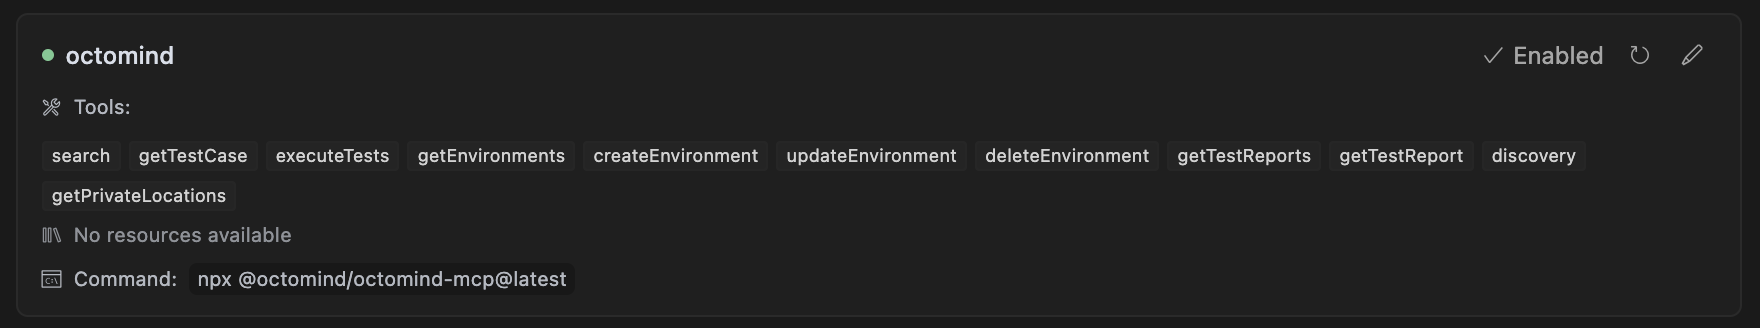 octomind
Enabled
Tools:
search getTestCase executeTests getEnvironments createEnvironment updateEnvironment deleteEnvironment getTestReports getTestReport discovery
getPrivateLocations
No resources available
C:\ Command: npx @octomind/octomind-mcp@latest